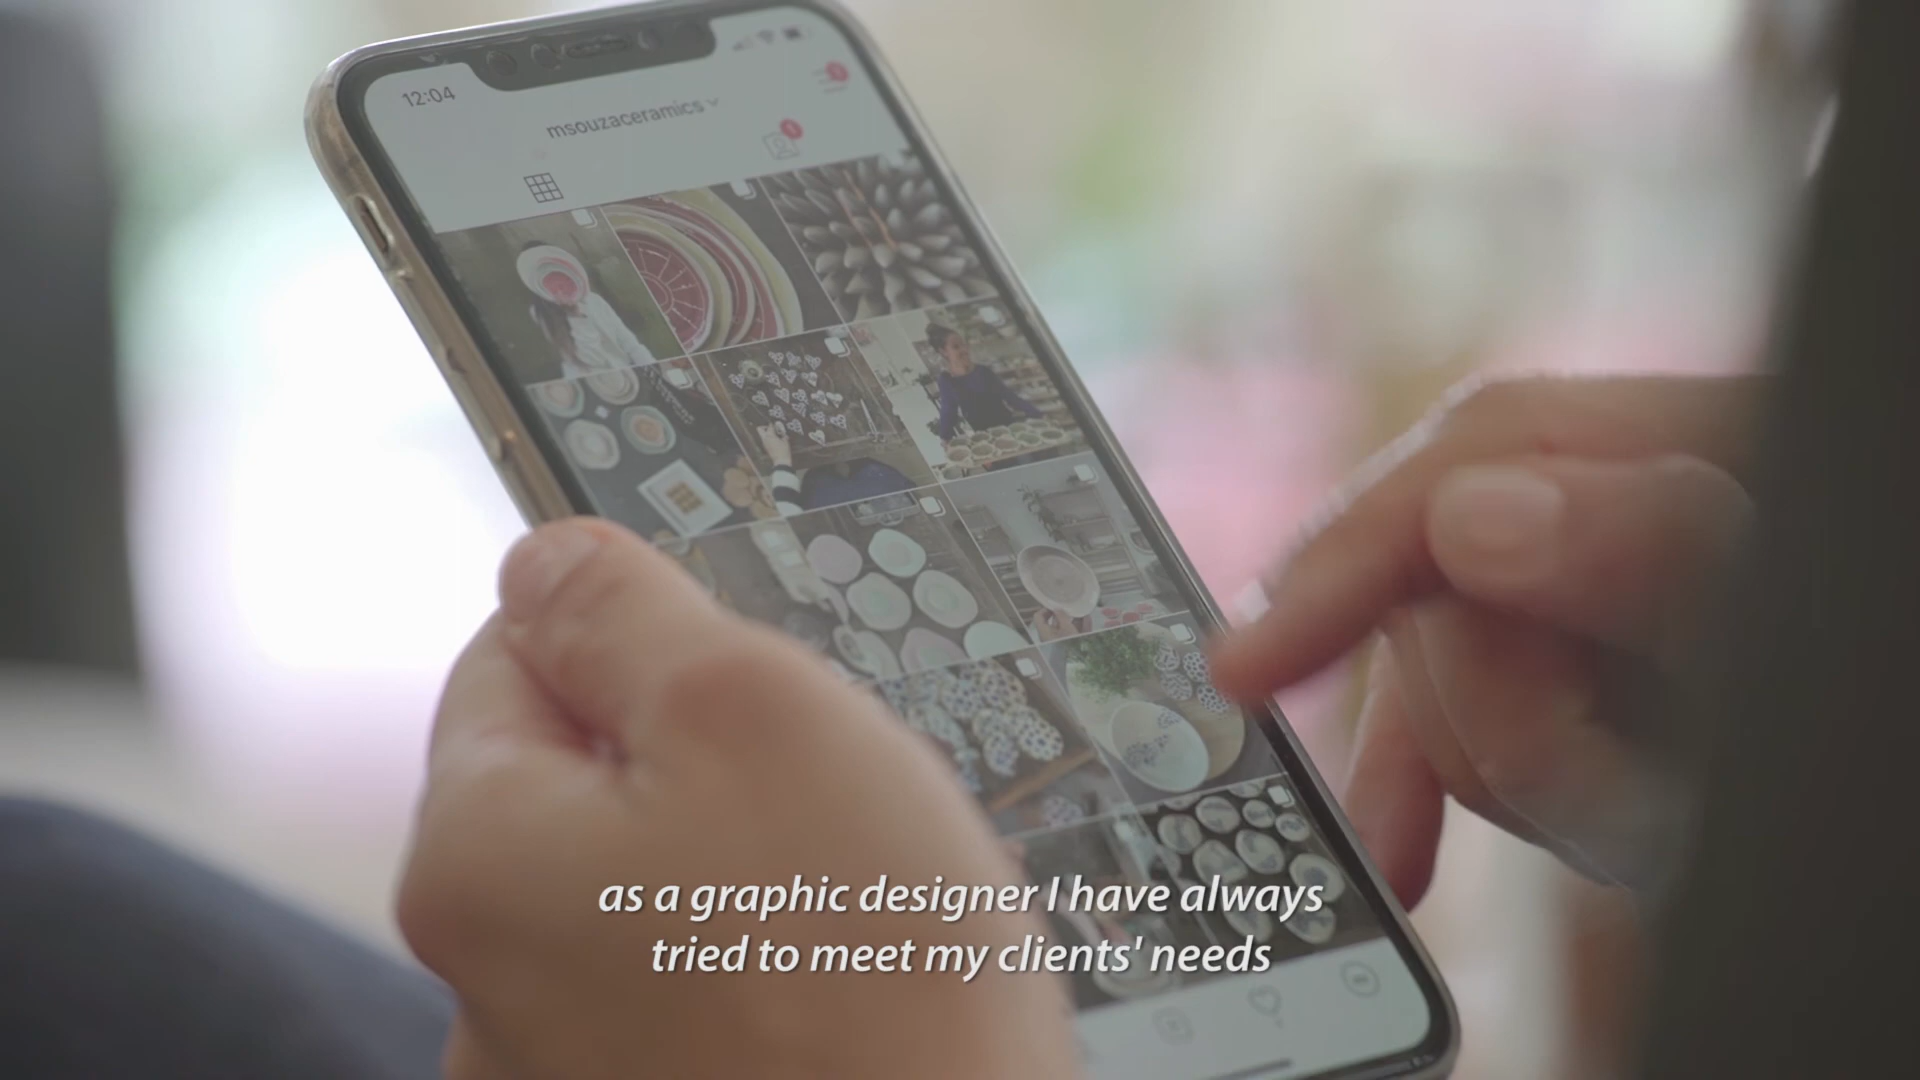 12:04
msouzaceramics
as a graphic designer I have always
tried to meet my clients' needs